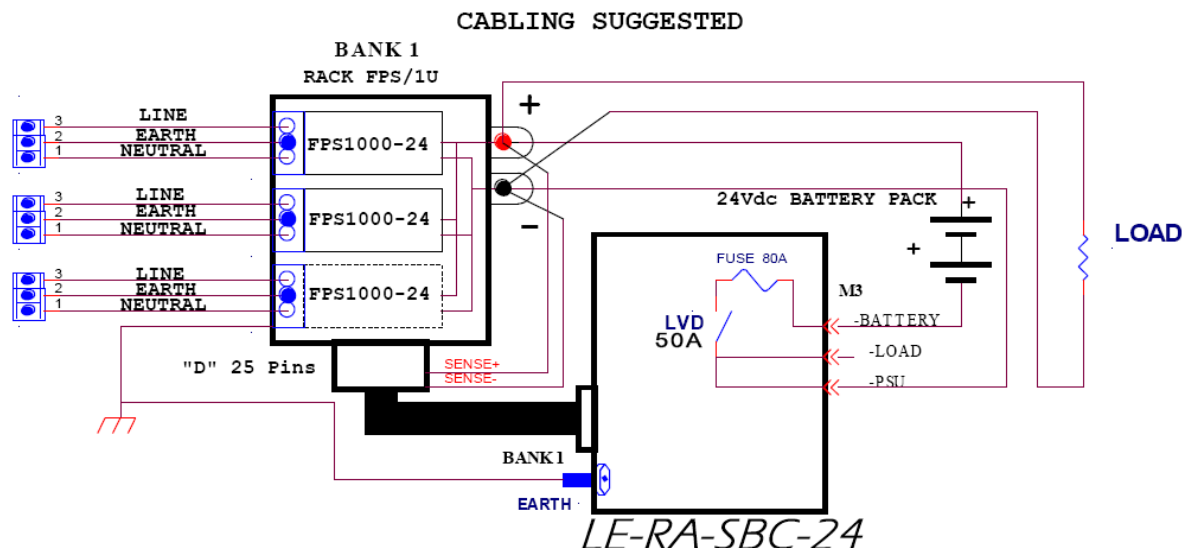 CABLING SUGGESTED
BANK 1
RACK FPS/1U
+
3 LINE
2 EARTH
1 NEUTRAL
FPS1000-24
3 LINE
2 EARTH
1 NEUTRAL
FPS1000-24
3 LINE
2 EARTH
1 NEUTRAL
FPS1000-24
−
24Vdc BATTERY PACK
+
+
LOAD
FUSE 80A
M3
LVD
50A
-BATTERY
-LOAD
-PSU
"D" 25 Pins
SENSE+
SENSE-
BANK 1
EARTH
LE-RA-SBC-24